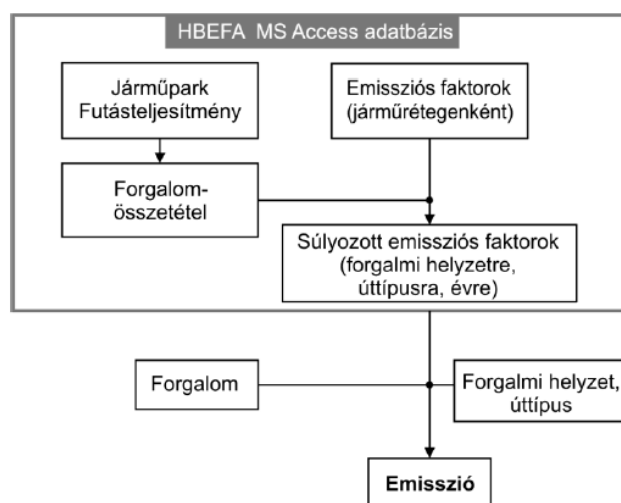 HBEFA MS Access adatbázis
Járműpark
Futásteljesítmény
Emissziós faktorok
(járműrétegenként)
Forgalom-
összetétel
Súlyozott emissziós faktorok
(forgalmi helyzetre,
úttípusra, évre)
Forgalom
Forgalmi helyzet,
úttípus
Emisszió